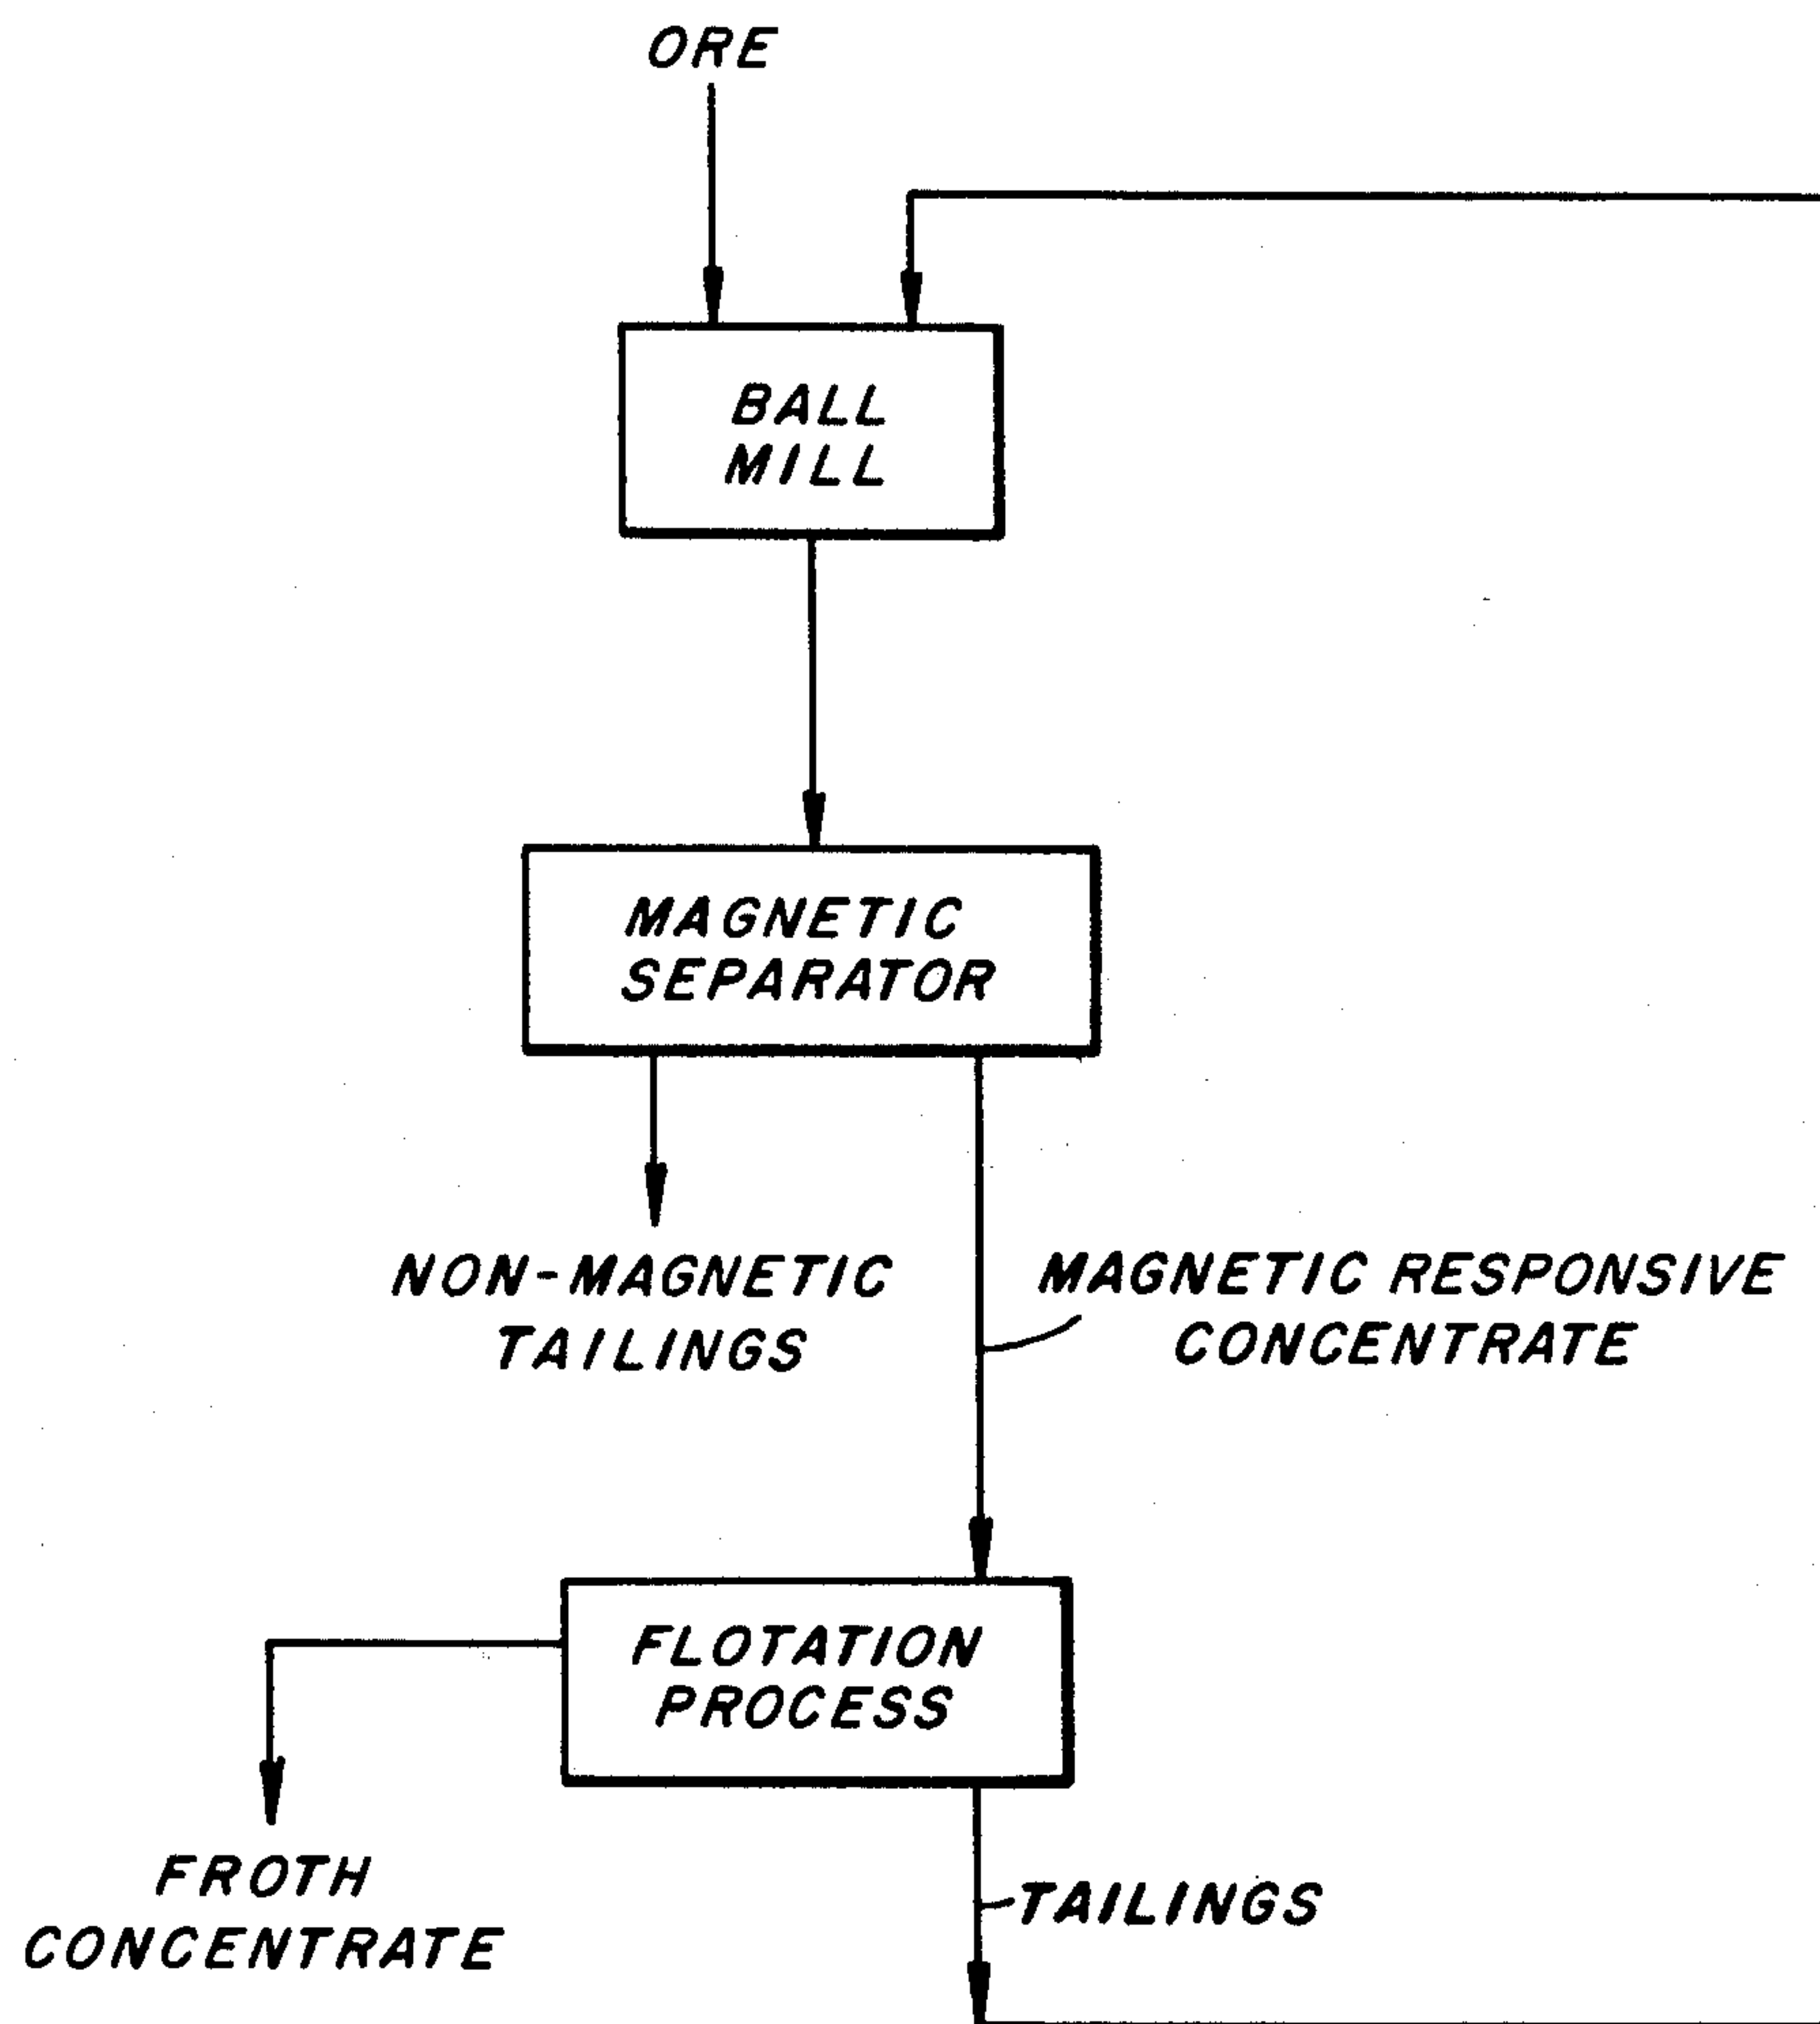 ORE
BALL
MILL
MAGNETIC
SEPARATOR
NON-MAGNETIC
TAILINGS
MAGNETIC RESPONSIVE
CONCENTRATE
FLOTATION
PROCESS
FROTH
CONCENTRATE
TAILINGS